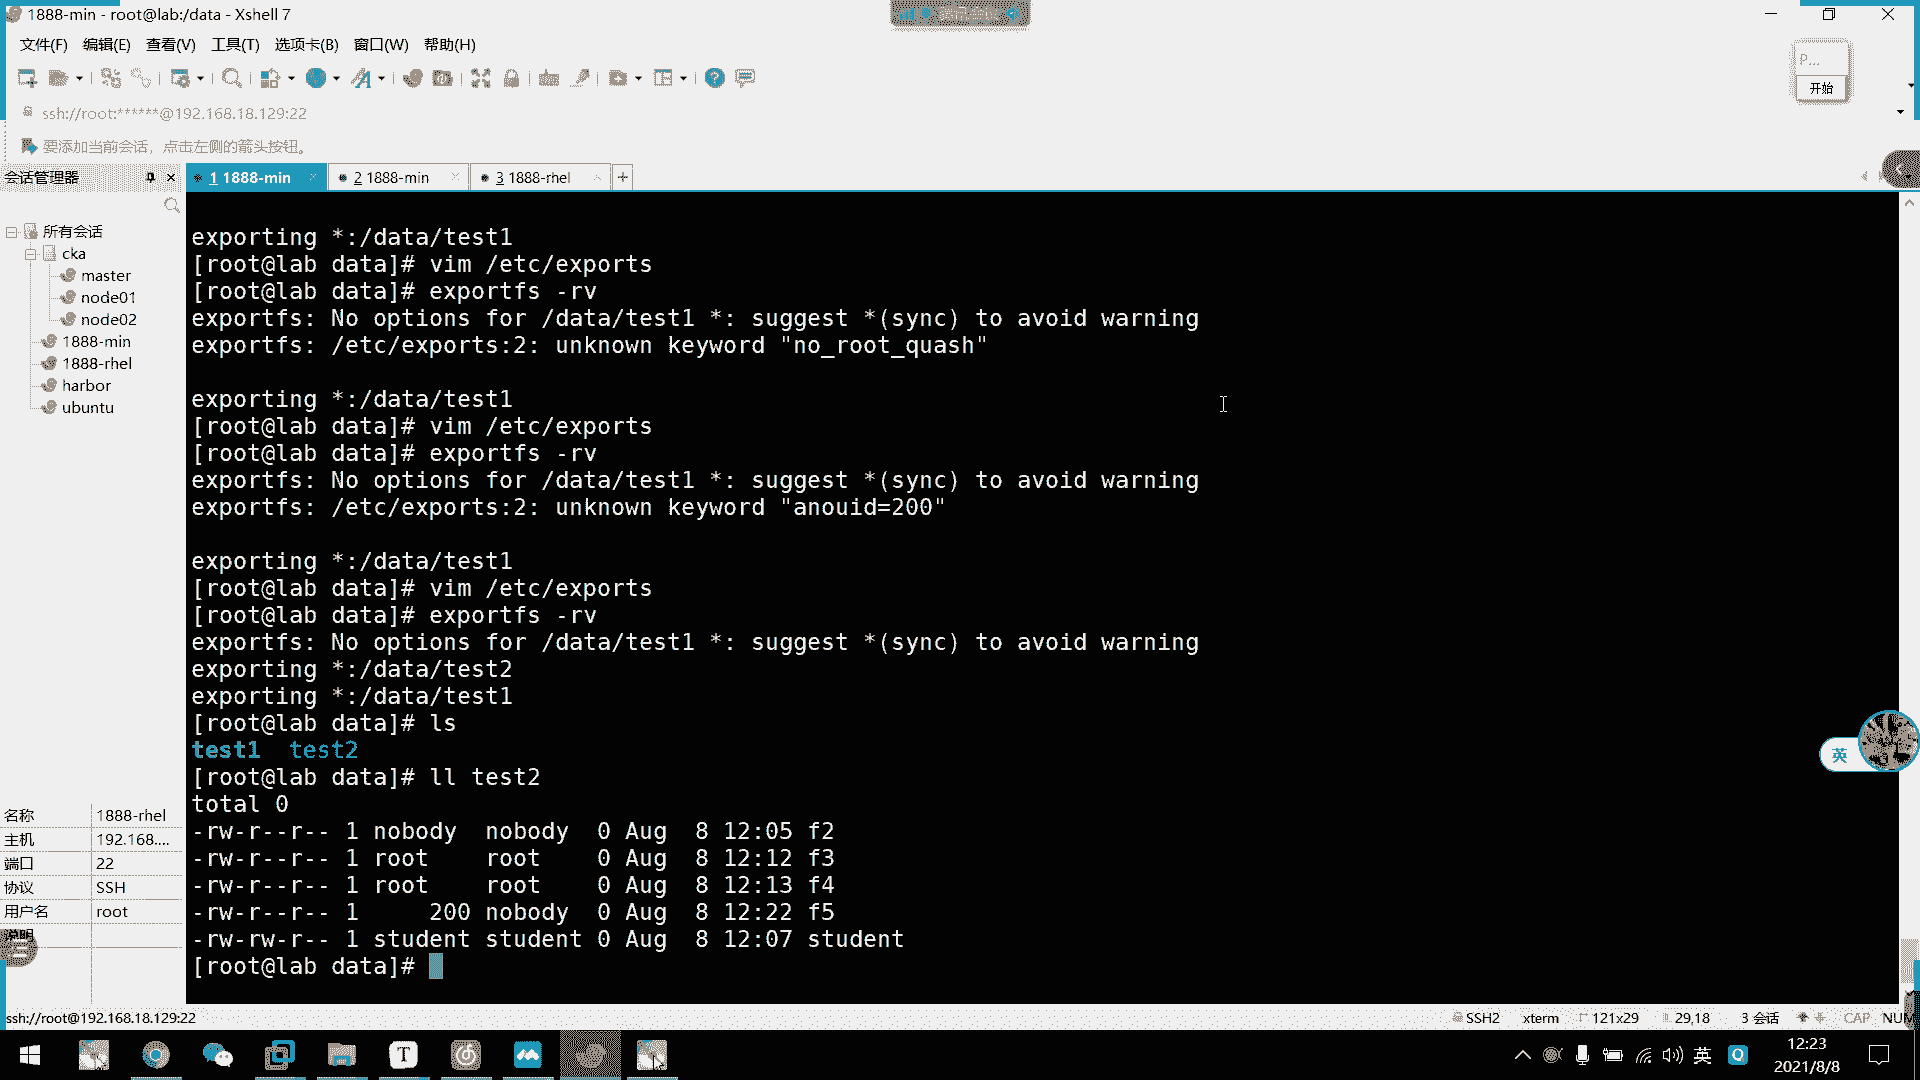 1888-min - root@lab:/data - Xshell 7
文件(F) 编辑(E) 查看(V) 工具(T) 选项卡(B) 窗口(W) 帮助(H)
P...
开始
ssh://root:******@192.168.18.129:22
要添加当前会话，点击左侧的箭头按钮。
会话管理器
1 1888-min 2 1888-min 3 1888-rhel +
所有会话
cka
master
node01
node02
1888-min
1888-rhel
harbor
ubuntu
exporting *:/data/test1
[root@lab data]# vim /etc/exports
[root@lab data]# exportfs -rv
exportfs: No options for /data/test1 *: suggest *(sync) to avoid warning
exportfs: /etc/exports:2: unknown keyword "no_root_quash"
exporting *:/data/test1
[root@lab data]# vim /etc/exports
[root@lab data]# exportfs -rv
exportfs: No options for /data/test1 *: suggest *(sync) to avoid warning
exportfs: /etc/exports:2: unknown keyword "anouid=200"
exporting *:/data/test1
[root@lab data]# vim /etc/exports
[root@lab data]# exportfs -rv
exportfs: No options for /data/test1 *: suggest *(sync) to avoid warning
exporting *:/data/test2
exporting *:/data/test1
[root@lab data]# ls
test1  test2
[root@lab data]# ll test2
total 0
-rw-r--r-- 1 nobody  nobody  0 Aug  8 12:05 f2
-rw-r--r-- 1 root    root    0 Aug  8 12:12 f3
-rw-r--r-- 1 root    root    0 Aug  8 12:13 f4
-rw-r--r-- 1     200 nobody  0 Aug  8 12:22 f5
-rw-rw-r-- 1 student student 0 Aug  8 12:07 student
[root@lab data]#
英
名称 1888-rhel
主机 192.168....
端口 22
协议 SSH
用户名 root
说明
ssh://root@192.168.18.129:22
SSH2 xterm 121x29 29,18 3 会话 CAP NUM
T
英
Q
12:23
2021/8/8